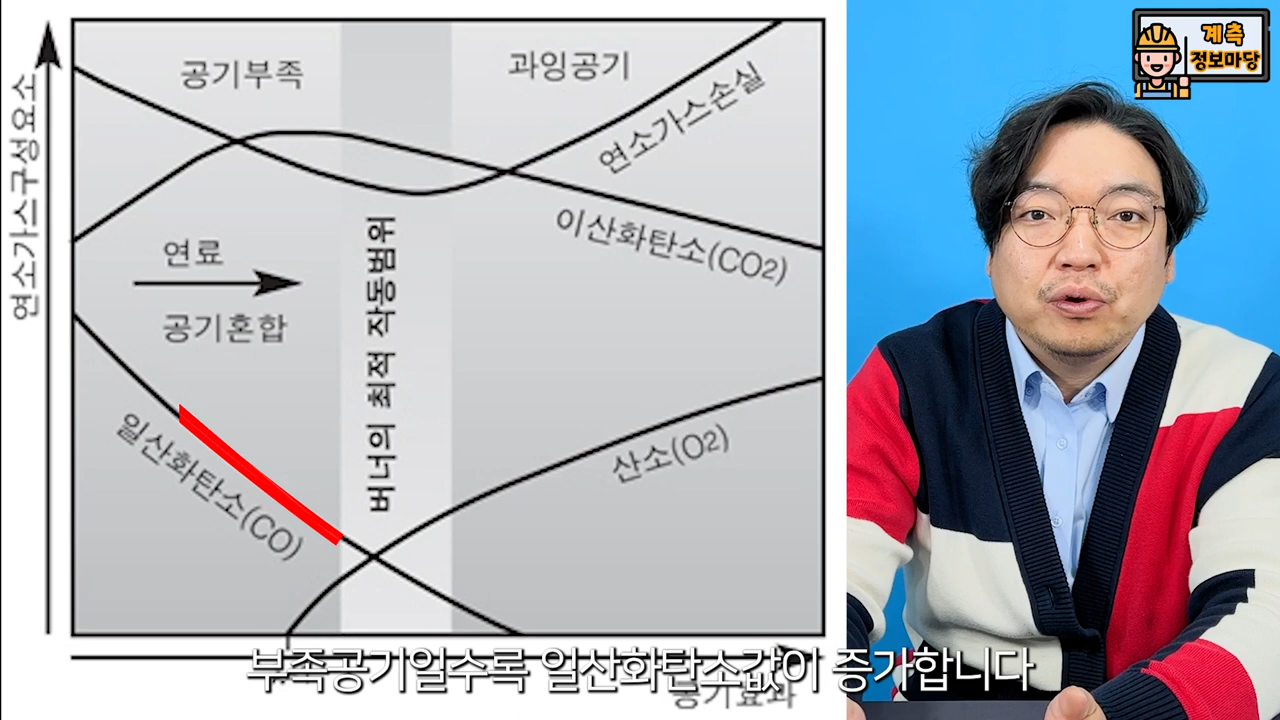 계측
정보마당
공기부족
과잉공기
연소가스구성요소
연소가스손실
이산화탄소(CO2)
연료
공기혼합
버너의 최적 작동범위
일산화탄소(CO)
산소(O2)
부족공기일수록 일산화탄소값이 증가합니다
공기효과